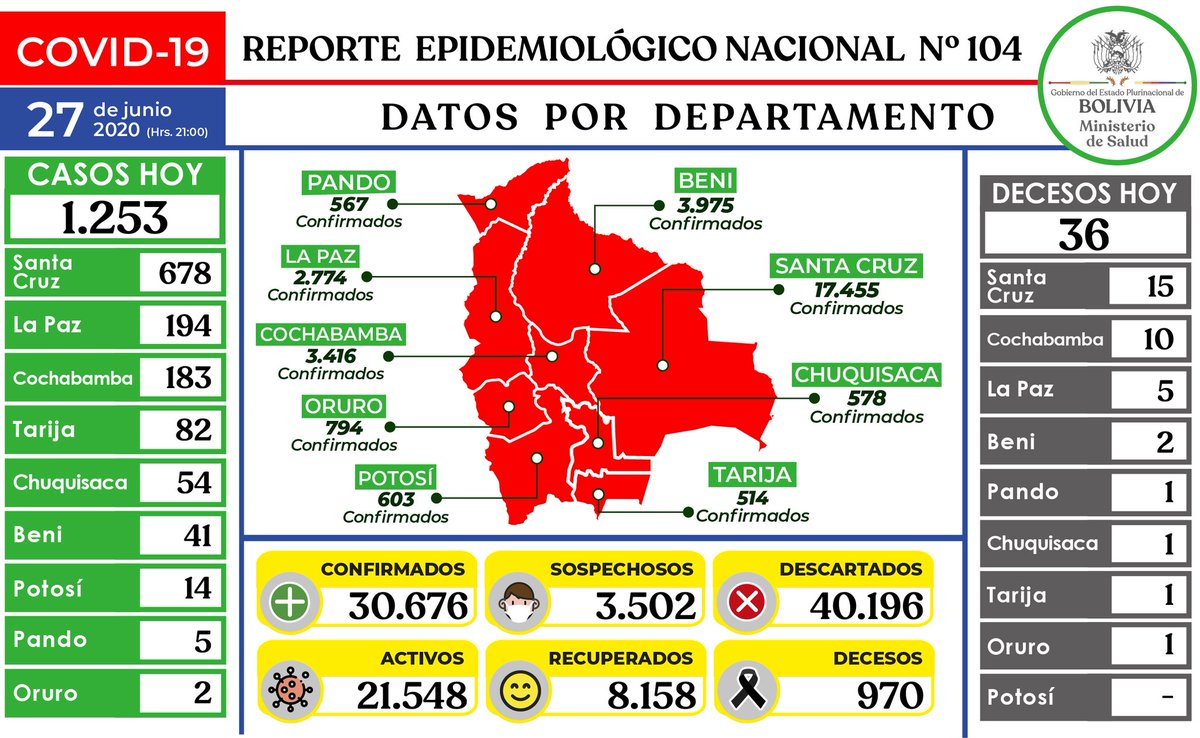 COVID-19
REPORTE EPIDEMIOLÓGICO NACIONAL Nº 104
27 de junio
2020 (Hrs. 21:00)
DATOS POR DEPARTAMENTO
Gobierno del Estado Plurinacional de
BOLIVIA
Ministerio
de Salud
CASOS HOY
1.253
Santa
Cruz 678
La Paz 194
Cochabamba 183
Tarija 82
Chuquisaca 54
Beni 41
Potosí 14
Pando 5
Oruro 2
PANDO
567
Confirmados
BENI
3.975
Confirmados
LA PAZ
2.774
Confirmados
SANTA CRUZ
17.455
Confirmados
COCHABAMBA
3.416
Confirmados
CHUQUISACA
578
Confirmados
ORURO
794
Confirmados
POTOSÍ
603
Confirmados
TARIJA
514
Confirmados
CONFIRMADOS
30.676
SOSPECHOSOS
3.502
DESCARTADOS
40.196
ACTIVOS
21.548
RECUPERADOS
8.158
DECESOS
970
DECESOS HOY
36
Santa
Cruz 15
Cochabamba 10
La Paz 5
Beni 2
Pando 1
Chuquisaca 1
Tarija 1
Oruro 1
Potosí -